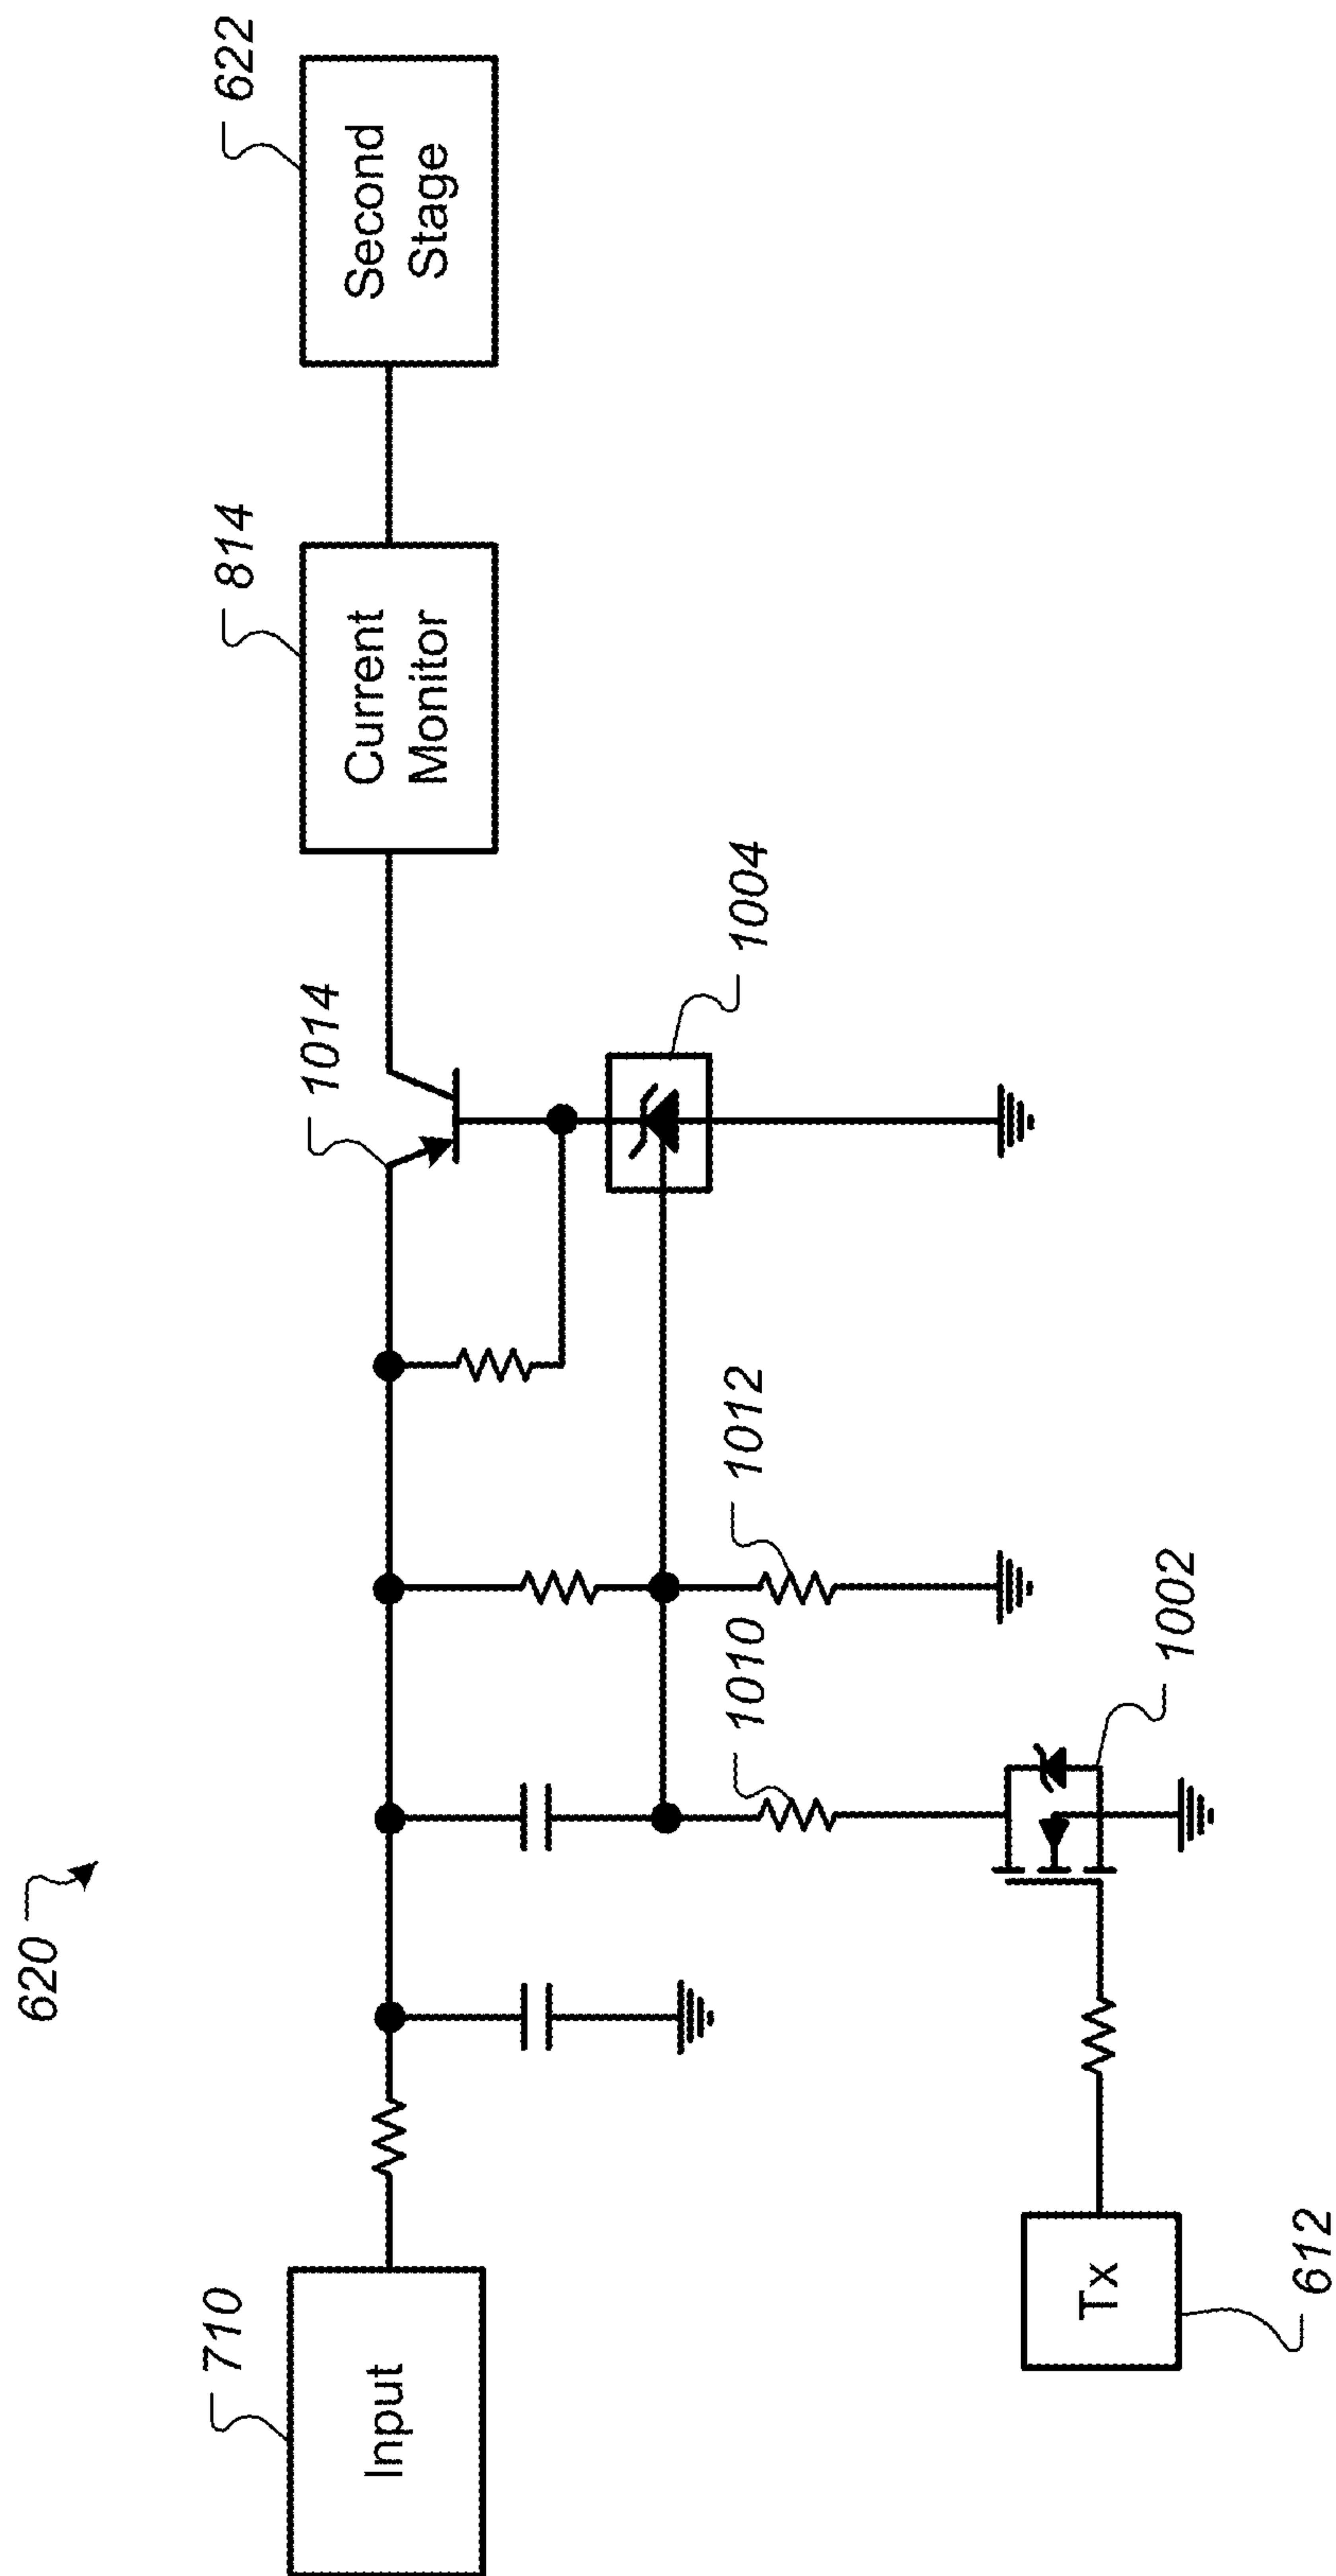 620
710
Input
1014
Current
Monitor
814
Second
Stage
622
1004
1010
1012
1002
Tx
612